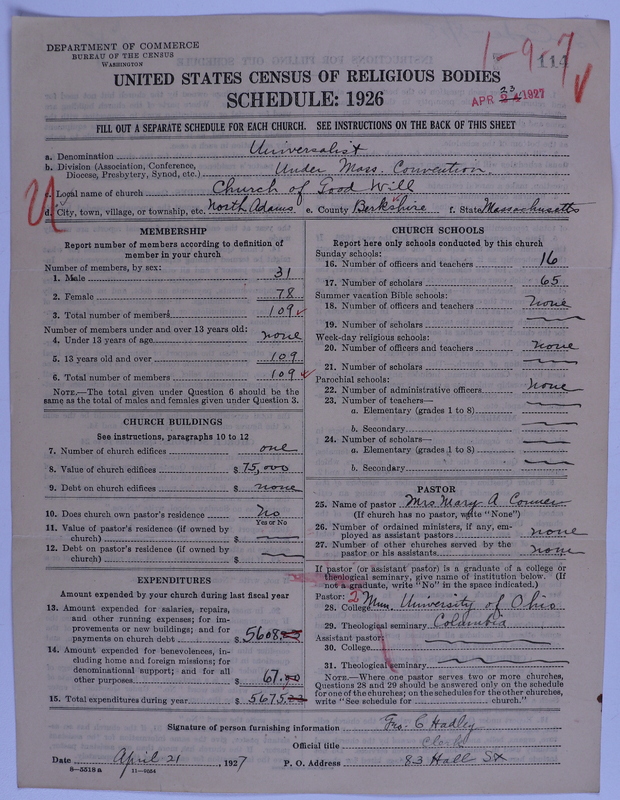 DEPARTMENT OF COMMERCE
BUREAU OF THE CENSUS
WASHINGTON
1-9-7
114
UNITED STATES CENSUS OF RELIGIOUS BODIES
SCHEDULE: 1926
APR 23 1927
FILL OUT A SEPARATE SCHEDULE FOR EACH CHURCH. SEE INSTRUCTIONS ON THE BACK OF THIS SHEET
a. Denomination Universalist
b. Division (Association, Conference, Diocese, Presbytery, Synod, etc.) Under Mass. Convention.
c. Local name of church Church of Good Will
U
d. City, town, village, or township, etc. North Adams e. County Berkshire f. State Massachusetts
MEMBERSHIP
Report number of members according to definition of
member in your church
Number of members, by sex:
1. Male 31
2. Female 78
3. Total number of members 109
Number of members under and over 13 years old:
4. Under 13 years of age none
5. 13 years old and over 109
6. Total number of members 109
NOTE.—The total given under Question 6 should be
same as the total of males and females given under Question 3.
CHURCH BUILDINGS
See instructions, paragraphs 10 to 12
7. Number of church edifices one
8. Value of church edifices $75,000
9. Debt on church edifices $ none
10. Does church own pastor's residence No
Yes or No
11. Value of pastor's residence (if owned by
church) $
12. Debt on pastor's residence (if owned by
church) $
EXPENDITURES
Amount expended by your church during last fiscal year
13. Amount expended for salaries, repairs,
and other running expenses; for im-
provements or new buildings; and for
payments on church debt $5608
14. Amount expended for benevolences, in-
cluding home and foreign missions; for
denominational support; and for all
other purposes $ 67.00
15. Total expenditures during year $5675
CHURCH SCHOOLS
Report here only schools conducted by this church
Sunday schools:
16. Number of officers and teachers 16
17. Number of scholars 65
Summer vacation Bible schools:
18. Number of officers and teachers none
19. Number of scholars
Week-day religious schools:
20. Number of officers and teachers none
21. Number of scholars
Parochial schools:
22. Number of administrative officers none
23. Number of teachers—
a. Elementary (grades 1 to 8)
b. Secondary
24. Number of scholars—
a. Elementary (grades 1 to 8)
b. Secondary
PASTOR
25. Name of pastor Mrs Mary A Conner
(If church has no pastor, write "None")
26. Number of ordained ministers, if any, em-
ployed as assistant pastors none
27. Number of other churches served by the
pastor or his assistants none
If pastor (or assistant pastor) is a graduate of a college or
theological seminary, give name of institution below. (If
not a graduate, write "No" in the space indicated.)
Pastor: 2
28. College University of Ohio
29. Theological seminary Columbia
Assistant pastor:
30. College
31. Theological seminary
NOTE.—Where one pastor serves two or more churches,
Questions 28 and 29 should be answered only on the schedule
for one of the churches; on the schedules for the other churches,
write "See schedule for church."
Signature of person furnishing information C Hadley
Official title Clerk
Date April 21, 1927 P. O. Address 83 Hall St
8—5518 a 11—9054